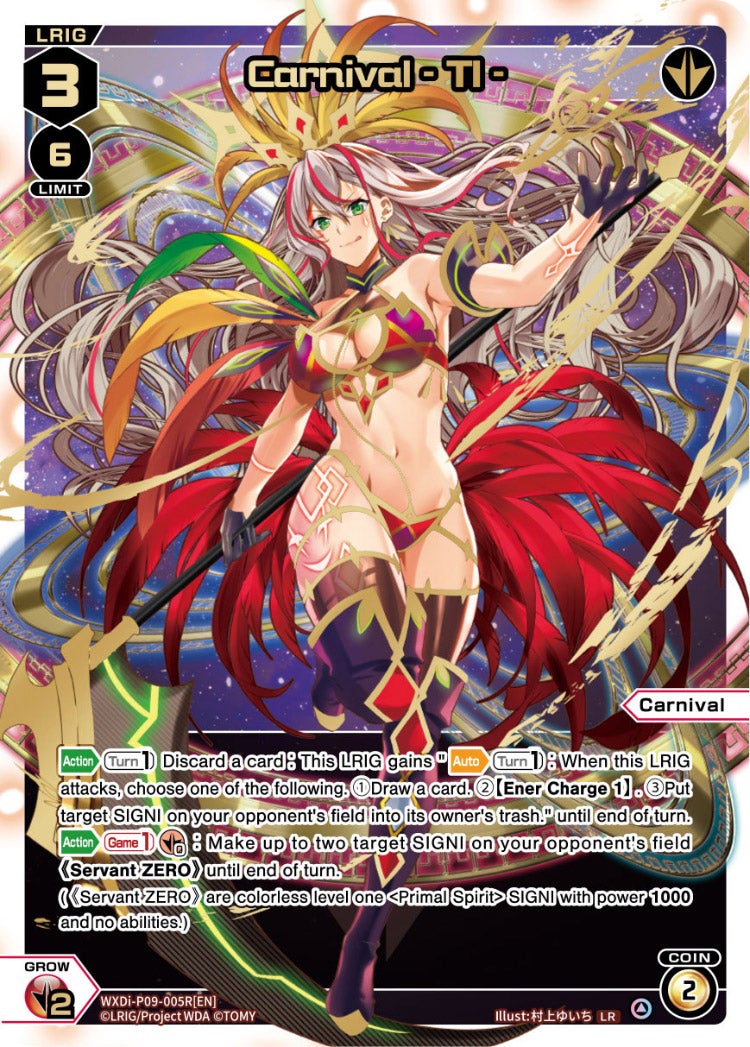 LRIG
3
Carnival - TI -
6
LIMIT
Carnival
Action Turn 1 Discard a card : This LRIG gains " Auto Turn 1 : When this LRIG
attacks, choose one of the following. ①Draw a card. ②【Ener Charge 1】. ③Put
target SIGNI on your opponent's field into its owner's trash." until end of turn.
Action Game 1 0 : Make up to two target SIGNI on your opponent's field
《Servant ZERO》 until end of turn.
(《Servant ZERO》 are colorless level one <Primal Spirit> SIGNI with power 1000
and no abilities.)
GROW
2
COIN
2
WXDi-P09-005R[EN]
©LRIG/Project WDA ©TOMY
Illust:村上ゆいち LR